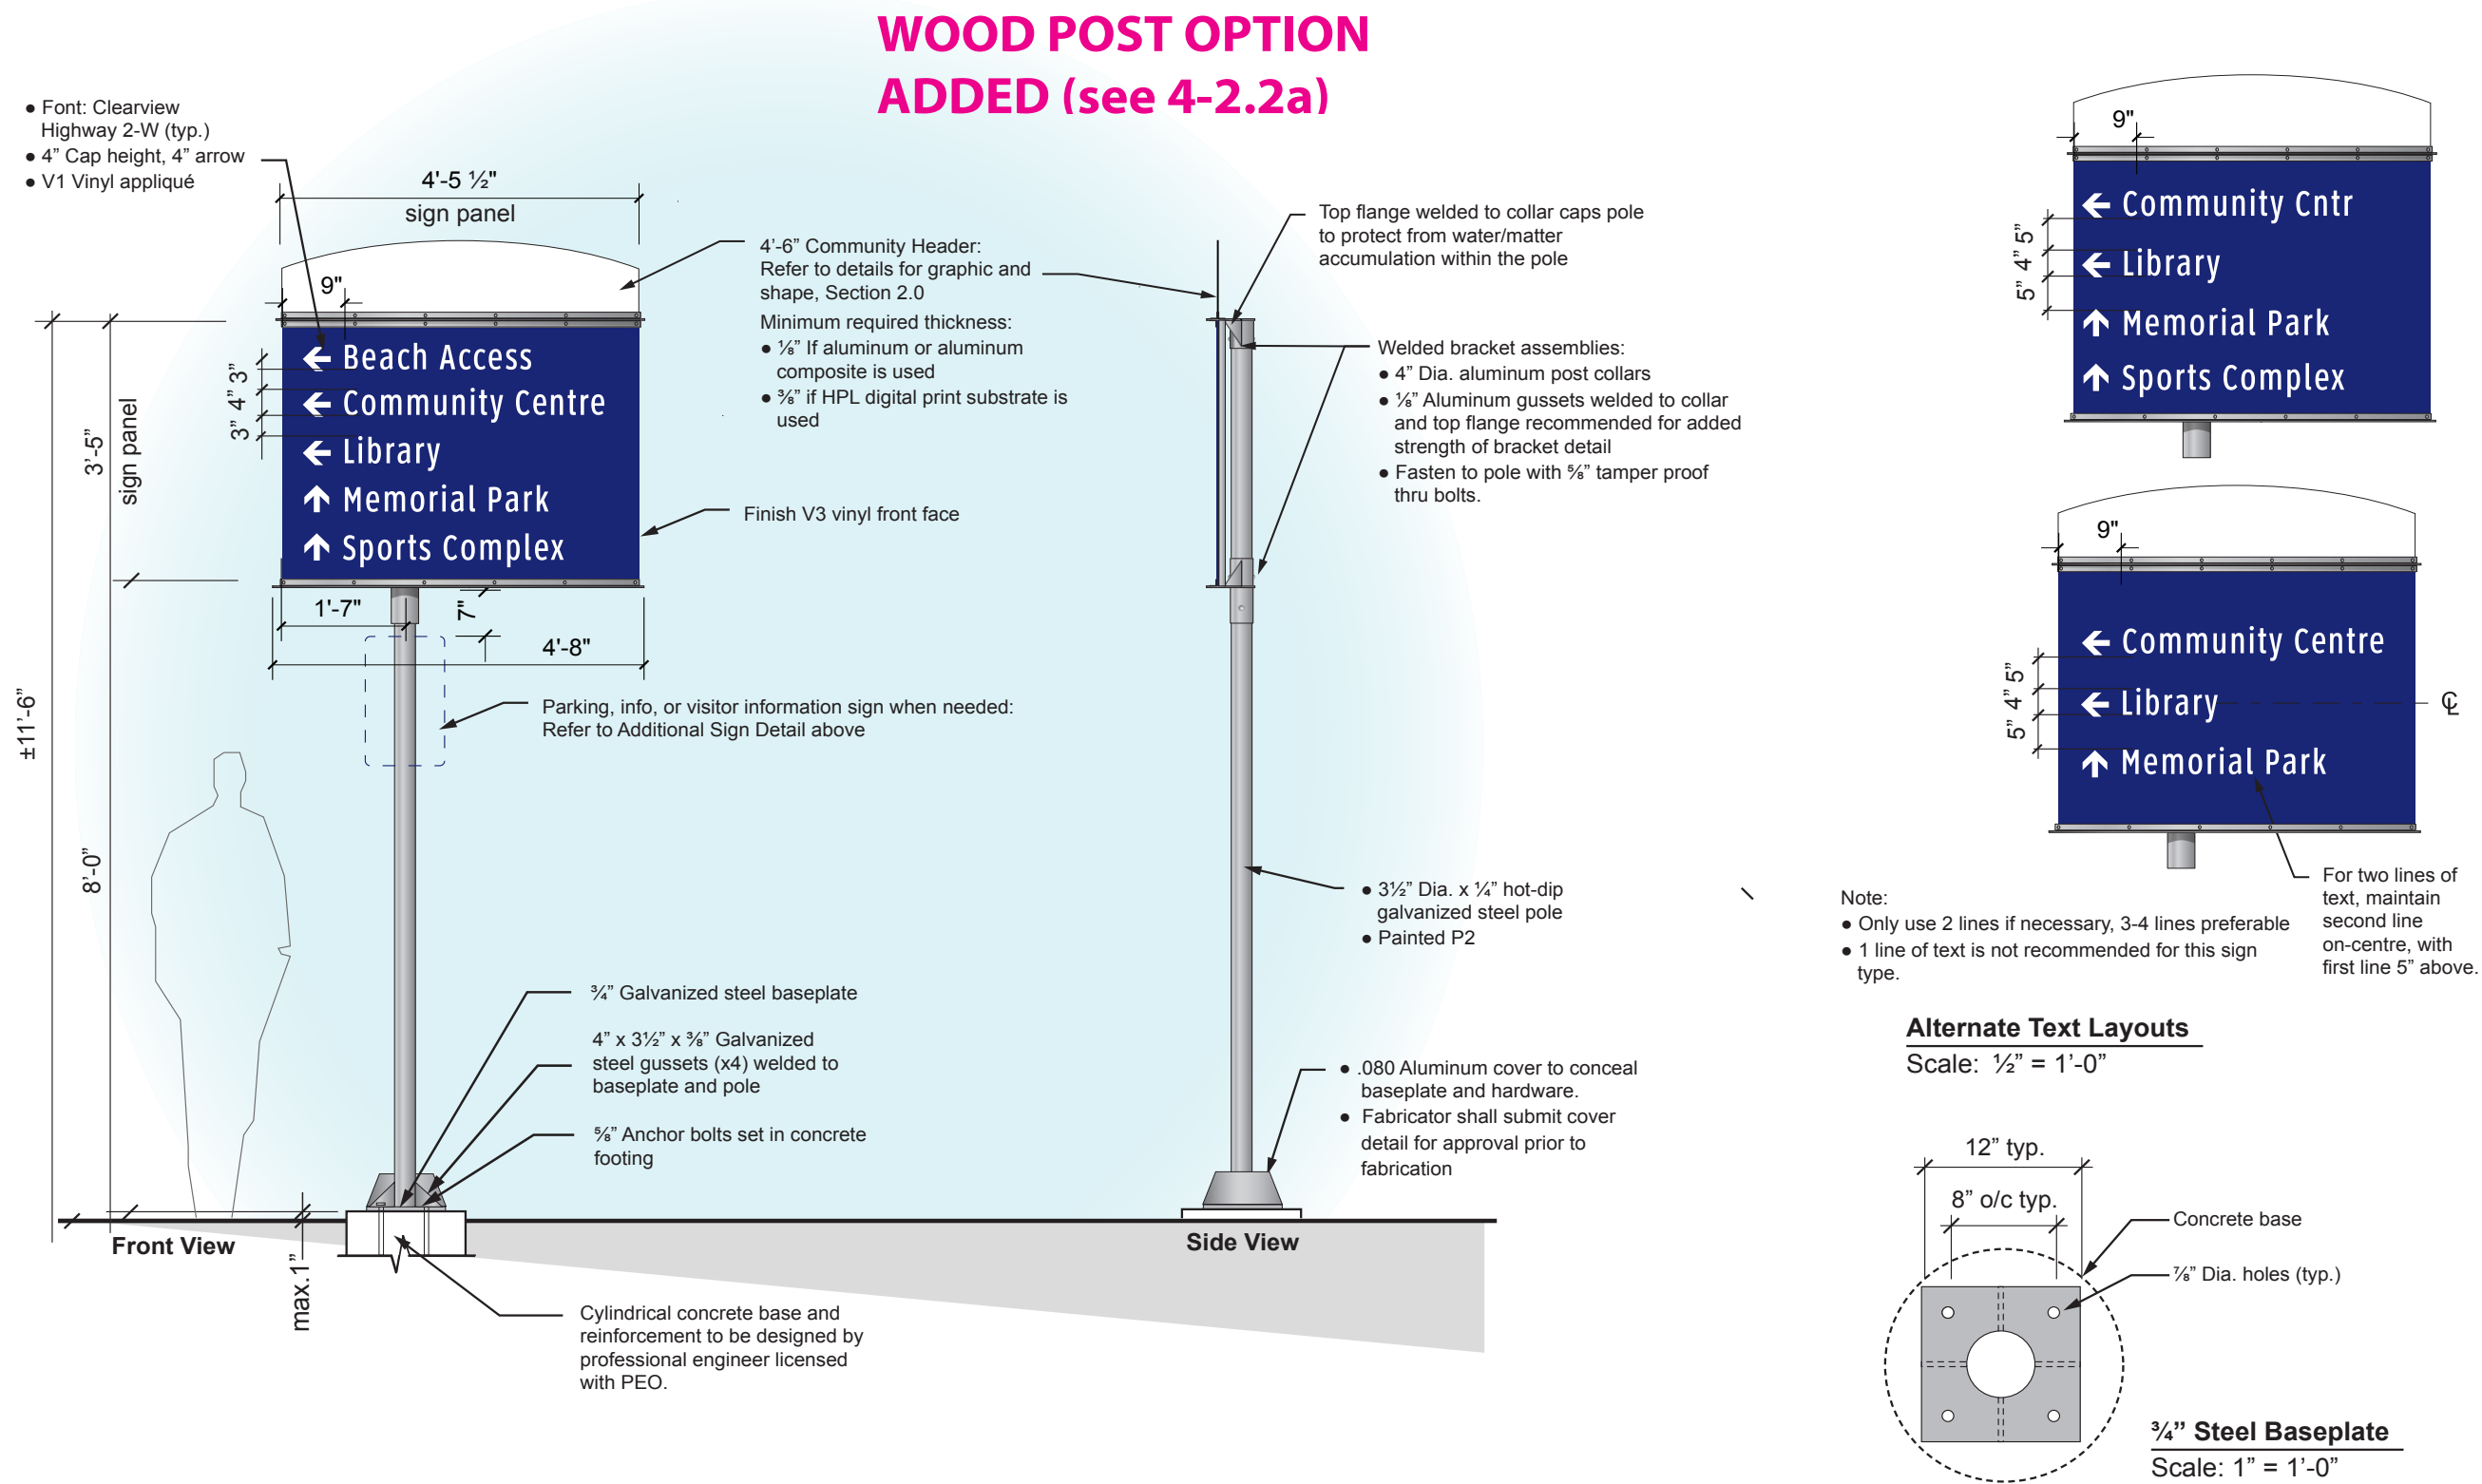 WOOD POST OPTION
ADDED (see 4-2.2a)
● Font: Clearview
Highway 2-W (typ.)
● 4” Cap height, 4” arrow
● V1 Vinyl appliqué
4'-5 ½"
sign panel
9"
← Beach Access
← Community Centre
← Library
↑ Memorial Park
↑ Sports Complex
3” 4” 3”
3’-5”
sign panel
±11’-6”
8’-0”
1'-7"
7"
4'-8"
4’-6” Community Header:
Refer to details for graphic and
shape, Section 2.0
Minimum required thickness:
● ⅛” If aluminum or aluminum
composite is used
● ⅜” if HPL digital print substrate is
used
Finish V3 vinyl front face
Parking, info, or visitor information sign when needed:
Refer to Additional Sign Detail above
¾” Galvanized steel baseplate
4” x 3½” x ⅜” Galvanized
steel gussets (x4) welded to
baseplate and pole
⅝” Anchor bolts set in concrete
footing
Front View
max.1”
Cylindrical concrete base and
reinforcement to be designed by
professional engineer licensed
with PEO.
Top flange welded to collar caps pole
to protect from water/matter
accumulation within the pole
Welded bracket assemblies:
● 4” Dia. aluminum post collars
● ⅛” Aluminum gussets welded to collar
and top flange recommended for added
strength of bracket detail
● Fasten to pole with ⅝” tamper proof
thru bolts.
● 3½” Dia. x ¼” hot-dip
galvanized steel pole
● Painted P2
● .080 Aluminum cover to conceal
baseplate and hardware.
● Fabricator shall submit cover
detail for approval prior to
fabrication
Side View
9"
← Community Cntr
← Library
↑ Memorial Park
↑ Sports Complex
5” 4” 5”
9"
← Community Centre
← Library
↑ Memorial Park
5” 4” 5”
℄
For two lines of
text, maintain
second line
on-centre, with
first line 5” above.
Note:
● Only use 2 lines if necessary, 3-4 lines preferable
● 1 line of text is not recommended for this sign
type.
Alternate Text Layouts
Scale: ½” = 1’-0”
12” typ.
8” o/c typ.
Concrete base
⅞” Dia. holes (typ.)
¾” Steel Baseplate
Scale: 1” = 1’-0”